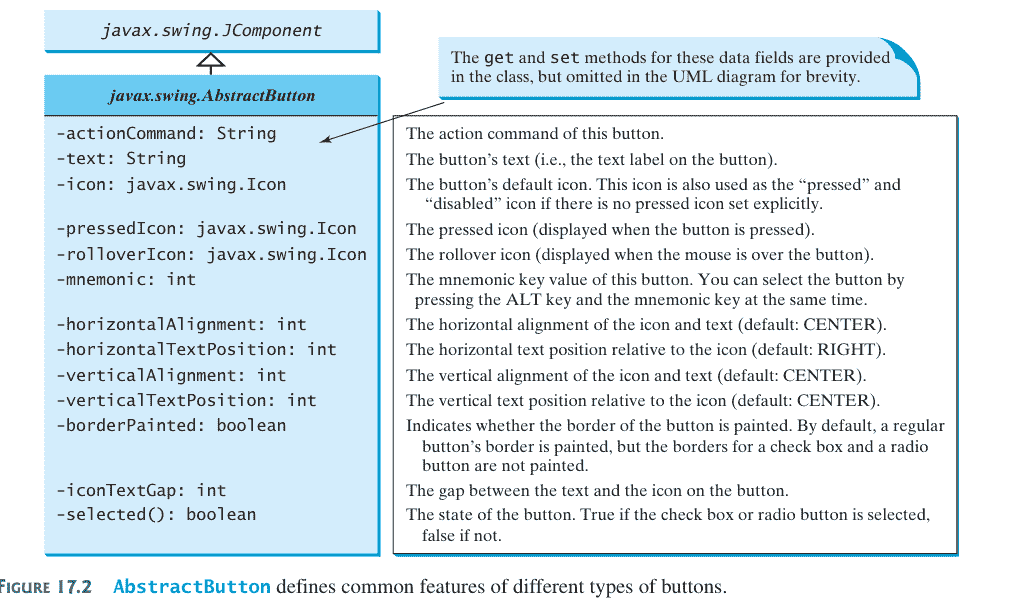 javax.swing.JComponent
The get and set methods for these data fields are provided
in the class, but omitted in the UML diagram for brevity.
javax.swing.AbstractButton
-actionCommand: String
The action command of this button.
-text: String
The button's text (i.e., the text label on the button).
-icon: javax.swing.Icon
The button's default icon. This icon is also used as the “pressed” and
“disabled” icon if there is no pressed icon set explicitly.
-pressedIcon: javax.swing.Icon
The pressed icon (displayed when the button is pressed).
-rolloverIcon: javax.swing.Icon
The rollover icon (displayed when the mouse is over the button).
-mnemonic: int
The mnemonic key value of this button. You can select the button by
pressing the ALT key and the mnemonic key at the same time.
-horizontalAlignment: int
The horizontal alignment of the icon and text (default: CENTER).
-horizontalTextPosition: int
The horizontal text position relative to the icon (default: RIGHT).
-verticalAlignment: int
The vertical alignment of the icon and text (default: CENTER).
-verticalTextPosition: int
The vertical text position relative to the icon (default: CENTER).
-borderPainted: boolean
Indicates whether the border of the button is painted. By default, a regular
button's border is painted, but the borders for a check box and a radio
button are not painted.
-iconTextGap: int
The gap between the text and the icon on the button.
-selected(): boolean
The state of the button. True if the check box or radio button is selected,
false if not.
FIGURE 17.2 AbstractButton defines common features of different types of buttons.